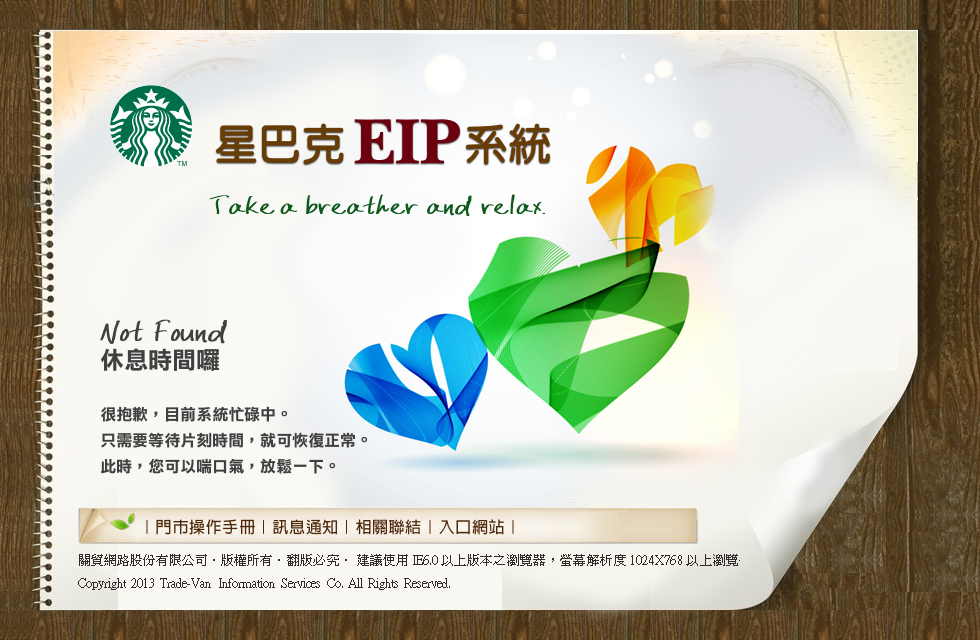 TM
星巴克 EIP 系統
Take a breather and relax.
Not Found
休息時間囉
很抱歉，目前系統忙碌中。
只需要等待片刻時間，就可恢復正常。
此時，您可以喘口氣，放鬆一下。
| 門市操作手冊 | 訊息通知 | 相關聯結 | 入口網站 |
關貿網路股份有限公司．版權所有．翻版必究． 建議使用 IE6.0 以上版本之瀏覽器，螢幕解析度 1024X768 以上瀏覽
Copyright 2013 Trade-Van Information Services Co. All Rights Reserved.